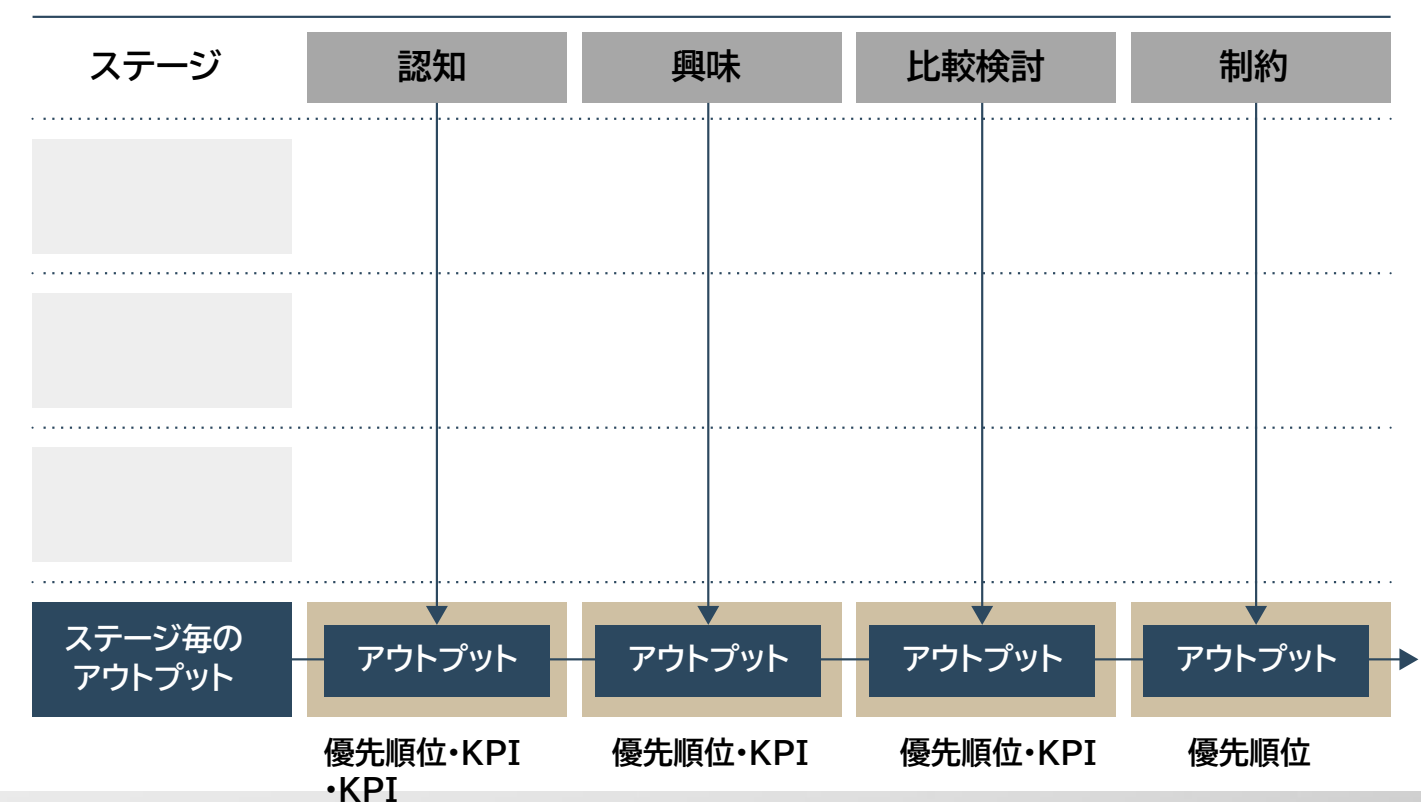 ステージ 認知 興味 比較検討 制約
ステージ毎の
アウトプット
アウトプット アウトプット アウトプット アウトプット
優先順位・KPI 優先順位・KPI 優先順位・KPI 優先順位
・KPI